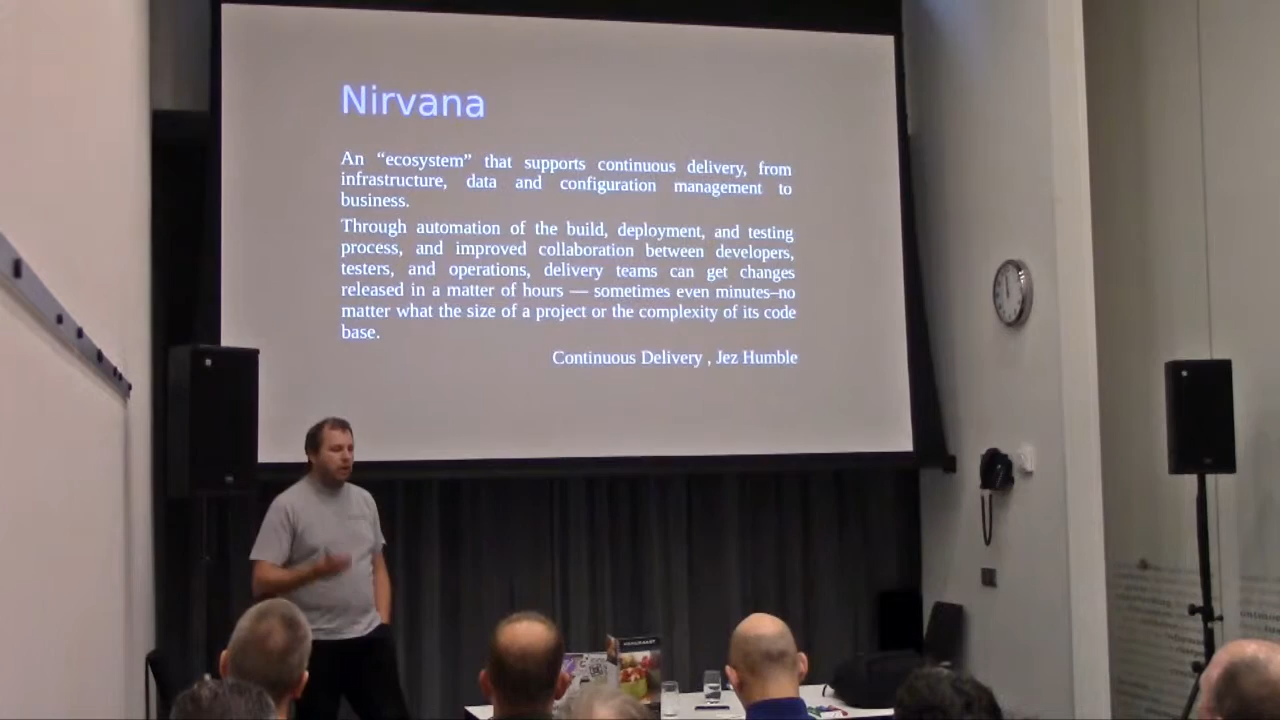 Nirvana
An “ecosystem” that supports continuous delivery, from
infrastructure, data and configuration management to
business.
Through automation of the build, deployment, and testing
process, and improved collaboration between developers,
testers, and operations, delivery teams can get changes
released in a matter of hours — sometimes even minutes–no
matter what the size of a project or the complexity of its code
base.
Continuous Delivery , Jez Humble